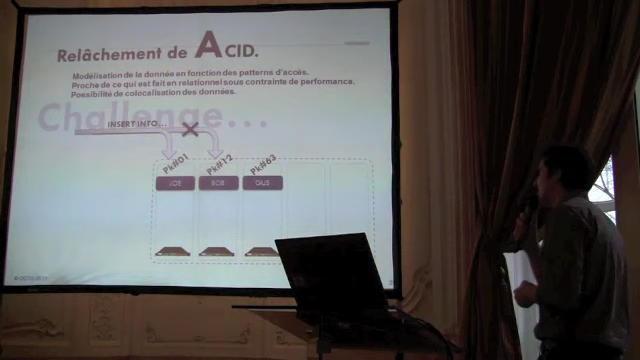 Relâchement de ACID.
Modélisation de la donnée en fonction des patterns d'accès.
Proche de ce qui est fait en relationnel sous contrainte de performance.
Possibilité de colocalisation des données.
Challenge...
INSERT INTO...
Pk#01 Pk#12 Pk#63
JOE BOB GUS